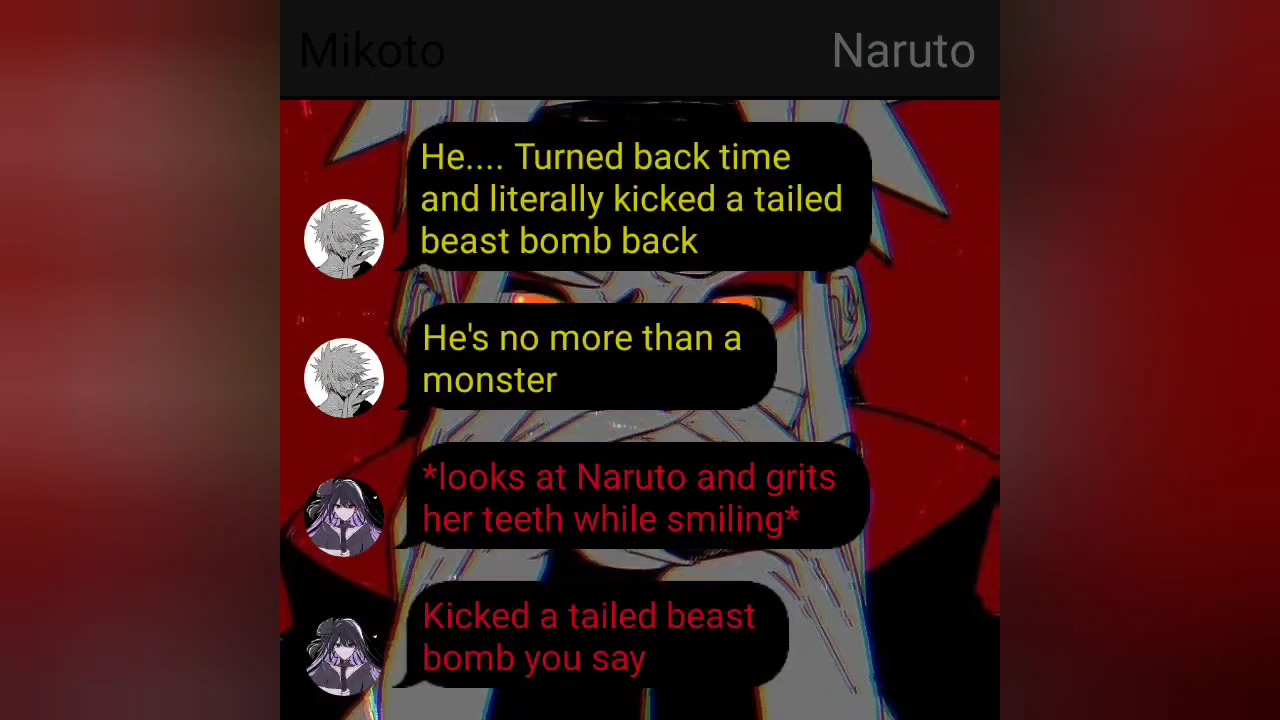 Mikoto
Naruto
He.... Turned back time
and literally kicked a tailed
beast bomb back
He's no more than a
monster
*looks at Naruto and grits
her teeth while smiling*
Kicked a tailed beast
bomb you say